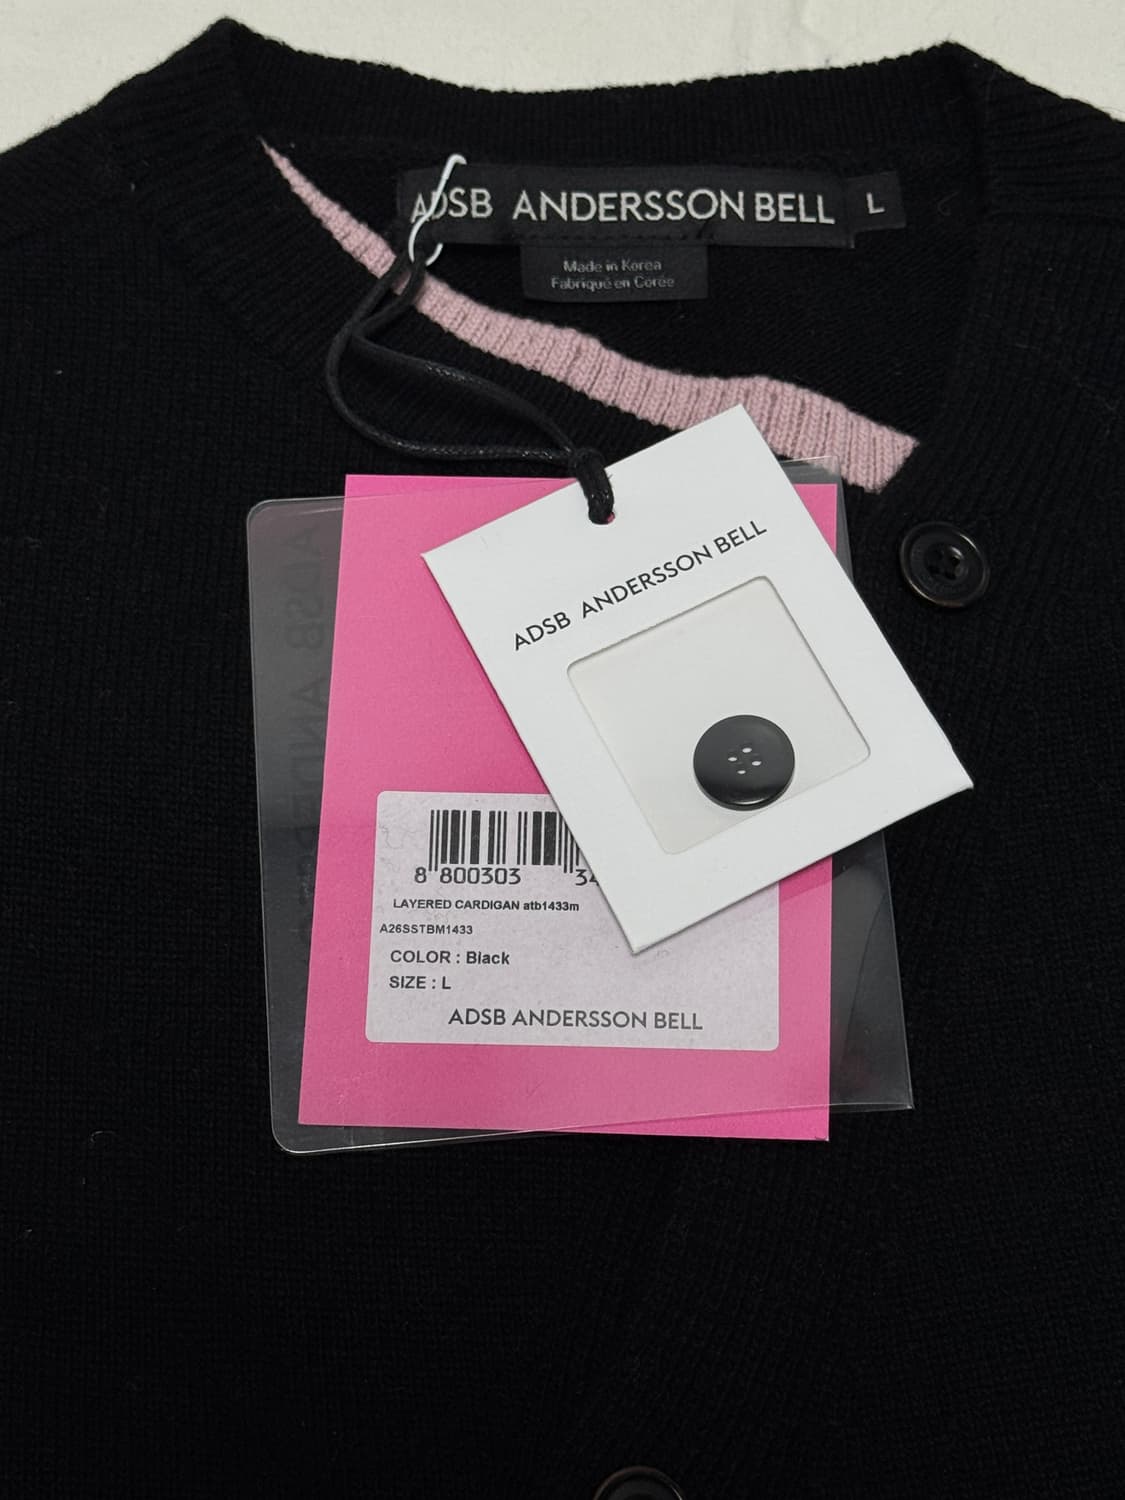 ADSB ANDERSSON BELL L
Made in Korea
Fabriqué en Corée
ADSB ANDERSSON BELL
8 800303 34
LAYERED CARDIGAN atb1433m
A26SSTBM1433
COLOR : Black
SIZE : L
ADSB ANDERSSON BELL